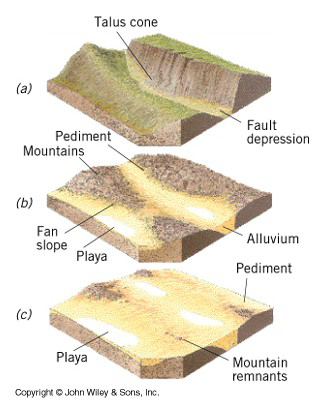 Talus cone
(a)
Fault
depression
Pediment
Mountains
(b)
Fan
slope
Playa
Alluvium
Pediment
(c)
Playa
Mountain
remnants
Copyright © John Wiley & Sons, Inc.